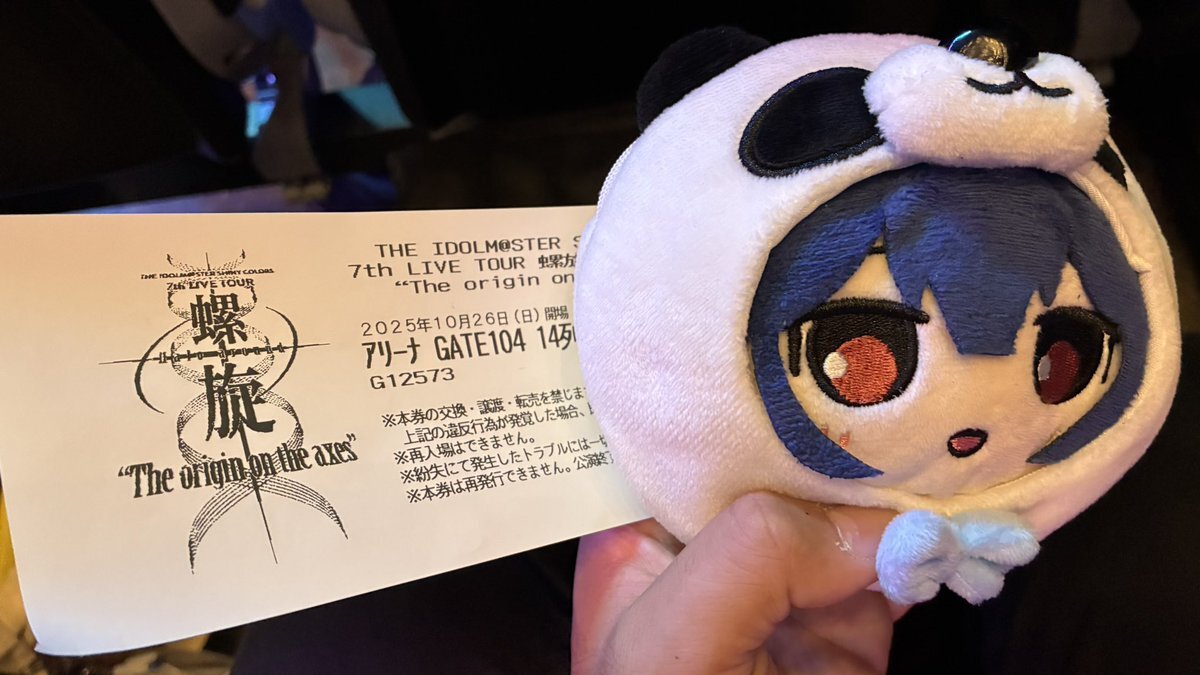 THE IDOLM@STER SHINY COLORS
7th LIVE TOUR
螺
旋
“The origin on the axes”
THE IDOLM@STER S
7th LIVE TOUR 螺旋
“The origin on
2025年10月26日(日) 開場
アリーナ GATE104 14列
G12573
※本券の交換・譲渡・転売を禁じま
上記の違反行為が発覚した場合、
※再入場はできません。
※紛失にて発生したトラブルには一切
※本券は再発行できません。公演終